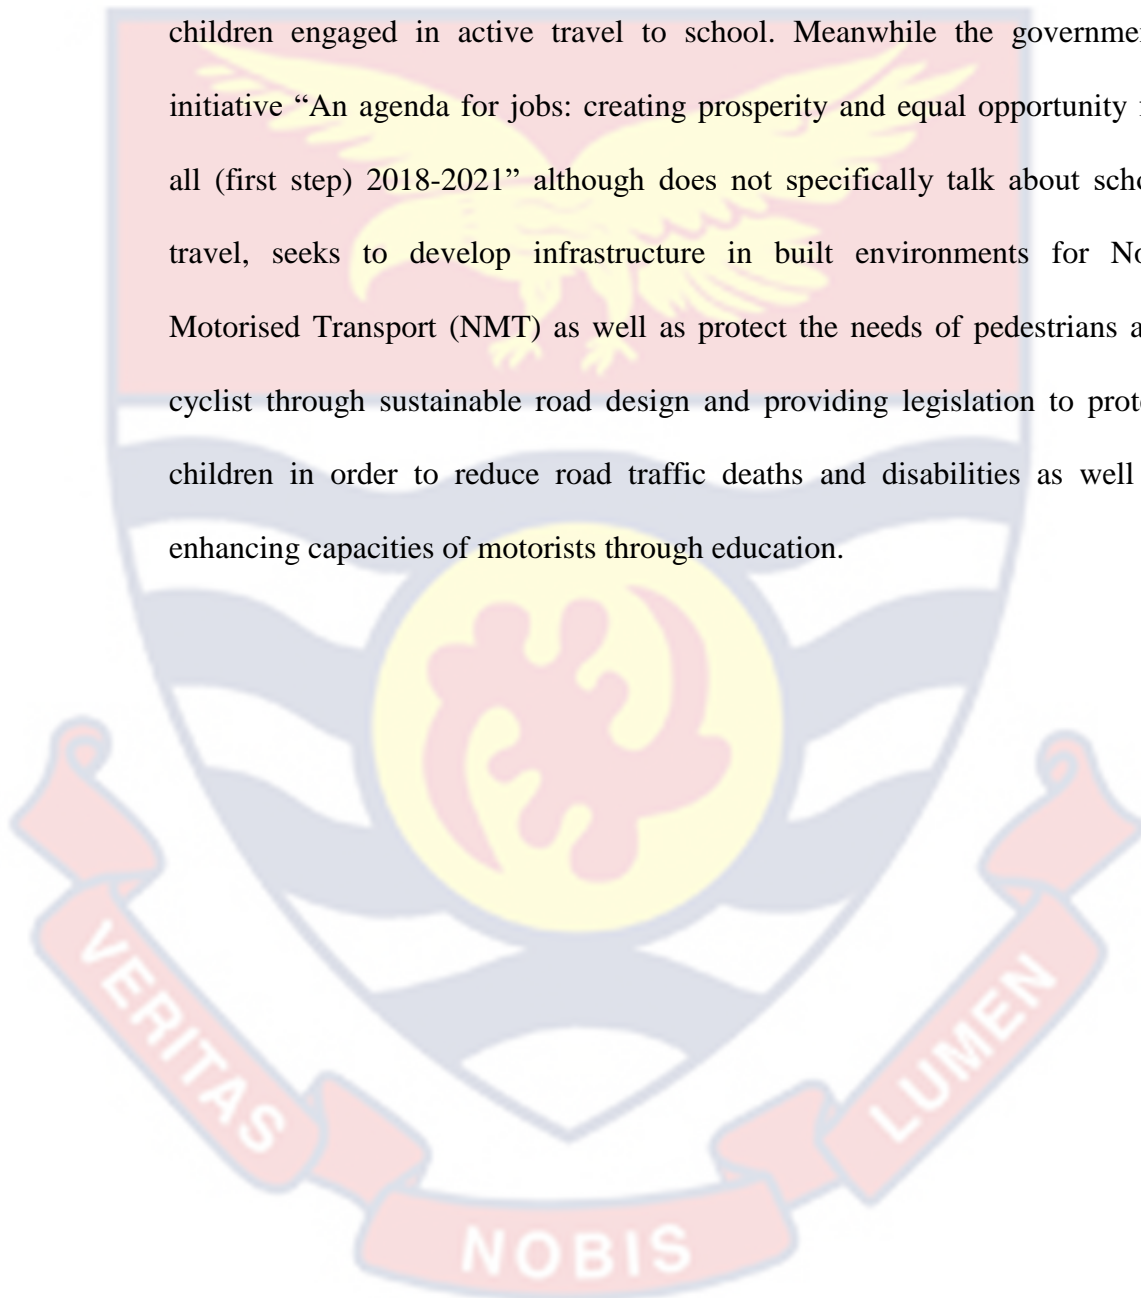 children engaged in active travel to school. Meanwhile the governmen
initiative “An agenda for jobs: creating prosperity and equal opportunity
all (first step) 2018-2021” although does not specifically talk about scho
travel, seeks to develop infrastructure in built environments for No
Motorised Transport (NMT) as well as protect the needs of pedestrians a
cyclist through sustainable road design and providing legislation to prote
children in order to reduce road traffic deaths and disabilities as well
enhancing capacities of motorists through education.
VERITAS
NOBIS
LUMEN